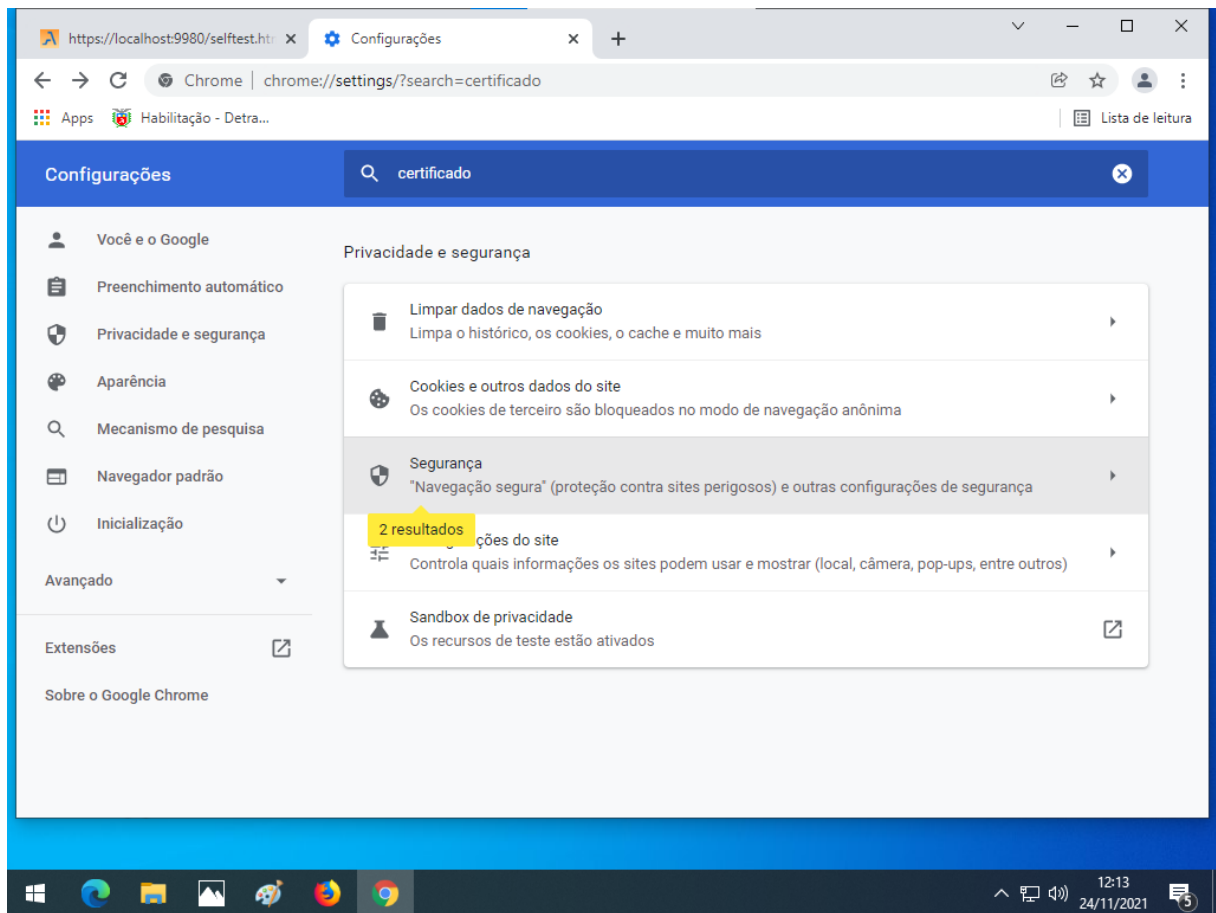 https://localhost:9980/selftest.ht
Configurações
Chrome | chrome://settings/?search=certificado
Apps
Habilitação - Detra...
Lista de leitura
Configurações
certificado
Você e o Google
Preenchimento automático
Privacidade e segurança
Aparência
Mecanismo de pesquisa
Navegador padrão
Inicialização
Avançado
Extensões
Sobre o Google Chrome
Privacidade e segurança
Limpar dados de navegação
Limpa o histórico, os cookies, o cache e muito mais
Cookies e outros dados do site
Os cookies de terceiro são bloqueados no modo de navegação anônima
Segurança
"Navegação segura" (proteção contra sites perigosos) e outras configurações de segurança
2 resultados
ções do site
Controla quais informações os sites podem usar e mostrar (local, câmera, pop-ups, entre outros)
Sandbox de privacidade
Os recursos de teste estão ativados
12:13
24/11/2021
5